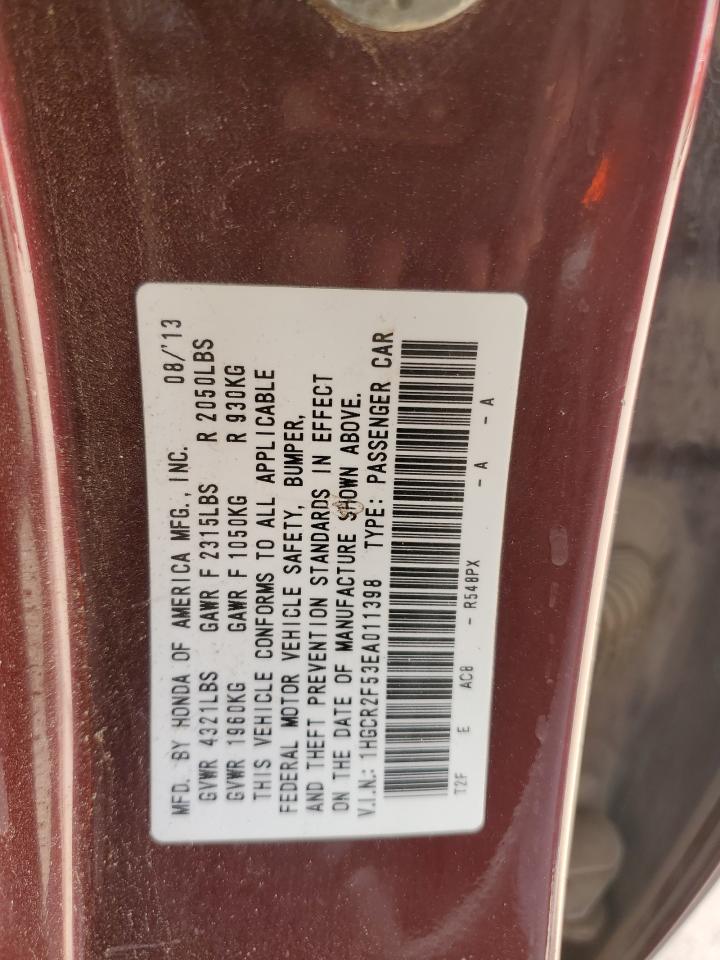 MFD. BY HONDA OF AMERICA MFG., INC. 08/'13
GVWR 4321LBS GAWR F 2315LBS R 2050LBS
GVWR 1960KG GAWR F 1050KG R 930KG
THIS VEHICLE CONFORMS TO ALL APPLICABLE
FEDERAL MOTOR VEHICLE SAFETY, BUMPER,
AND THEFT PREVENTION STANDARDS IN EFFECT
ON THE DATE OF MANUFACTURE SHOWN ABOVE.
V.I.N.: 1HGCR2F53EA011398 TYPE: PASSENGER CAR
T2F E AC8 - R548PX - A - A